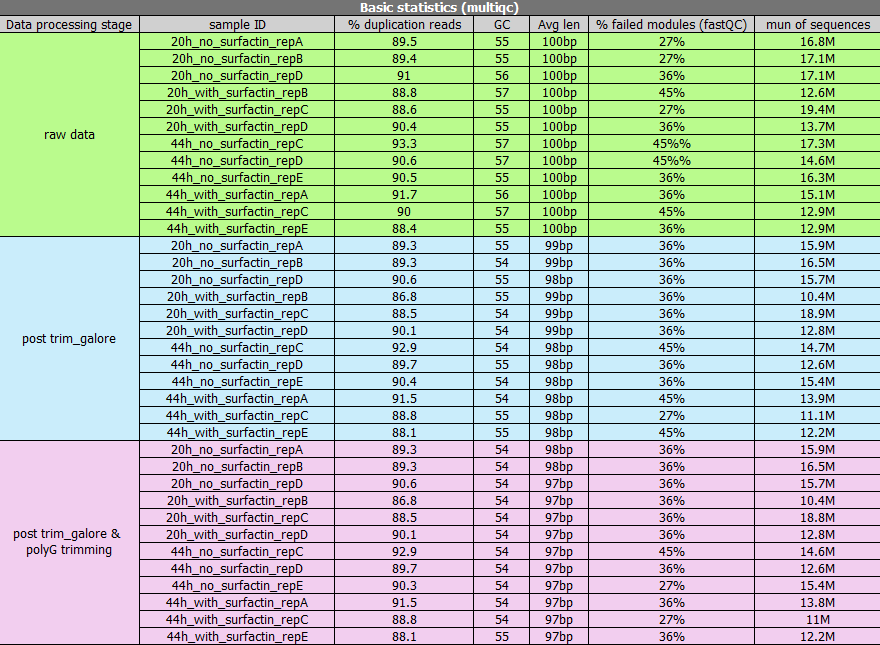 Basic statistics (multiqc)
Data processing stage sample ID % duplication reads GC Avg len % failed modules (fastQC) mun of sequences
raw data
20h_no_surfactin_repA 89.5 55 100bp 27% 16.8M
20h_no_surfactin_repB 89.4 55 100bp 27% 17.1M
20h_no_surfactin_repD 91 56 100bp 36% 17.1M
20h_with_surfactin_repB 88.8 57 100bp 45% 12.6M
20h_with_surfactin_repC 88.6 55 100bp 27% 19.4M
20h_with_surfactin_repD 90.4 55 100bp 36% 13.7M
44h_no_surfactin_repC 93.3 57 100bp 45%% 17.3M
44h_no_surfactin_repD 90.6 57 100bp 45%% 14.6M
44h_no_surfactin_repE 90.5 55 100bp 36% 16.3M
44h_with_surfactin_repA 91.7 56 100bp 36% 15.1M
44h_with_surfactin_repC 90 57 100bp 45% 12.9M
44h_with_surfactin_repE 88.4 55 100bp 36% 12.9M
post trim_galore
20h_no_surfactin_repA 89.3 55 99bp 36% 15.9M
20h_no_surfactin_repB 89.3 54 99bp 36% 16.5M
20h_no_surfactin_repD 90.6 55 98bp 36% 15.7M
20h_with_surfactin_repB 86.8 55 99bp 36% 10.4M
20h_with_surfactin_repC 88.5 54 99bp 36% 18.9M
20h_with_surfactin_repD 90.1 54 99bp 36% 12.8M
44h_no_surfactin_repC 92.9 54 98bp 45% 14.7M
44h_no_surfactin_repD 89.7 55 98bp 36% 12.6M
44h_no_surfactin_repE 90.4 54 98bp 36% 15.4M
44h_with_surfactin_repA 91.5 54 98bp 45% 13.9M
44h_with_surfactin_repC 88.8 55 98bp 27% 11.1M
44h_with_surfactin_repE 88.1 55 98bp 45% 12.2M
post trim_galore &
polyG trimming
20h_no_surfactin_repA 89.3 54 98bp 36% 15.9M
20h_no_surfactin_repB 89.3 54 98bp 36% 16.5M
20h_no_surfactin_repD 90.6 54 97bp 36% 15.7M
20h_with_surfactin_repB 86.8 54 97bp 36% 10.4M
20h_with_surfactin_repC 88.5 54 97bp 36% 18.8M
20h_with_surfactin_repD 90.1 54 97bp 36% 12.8M
44h_no_surfactin_repC 92.9 54 97bp 45% 14.6M
44h_no_surfactin_repD 89.7 54 97bp 36% 12.6M
44h_no_surfactin_repE 90.3 54 97bp 27% 15.4M
44h_with_surfactin_repA 91.5 54 97bp 36% 13.8M
44h_with_surfactin_repC 88.8 54 97bp 27% 11M
44h_with_surfactin_repE 88.1 55 97bp 36% 12.2M